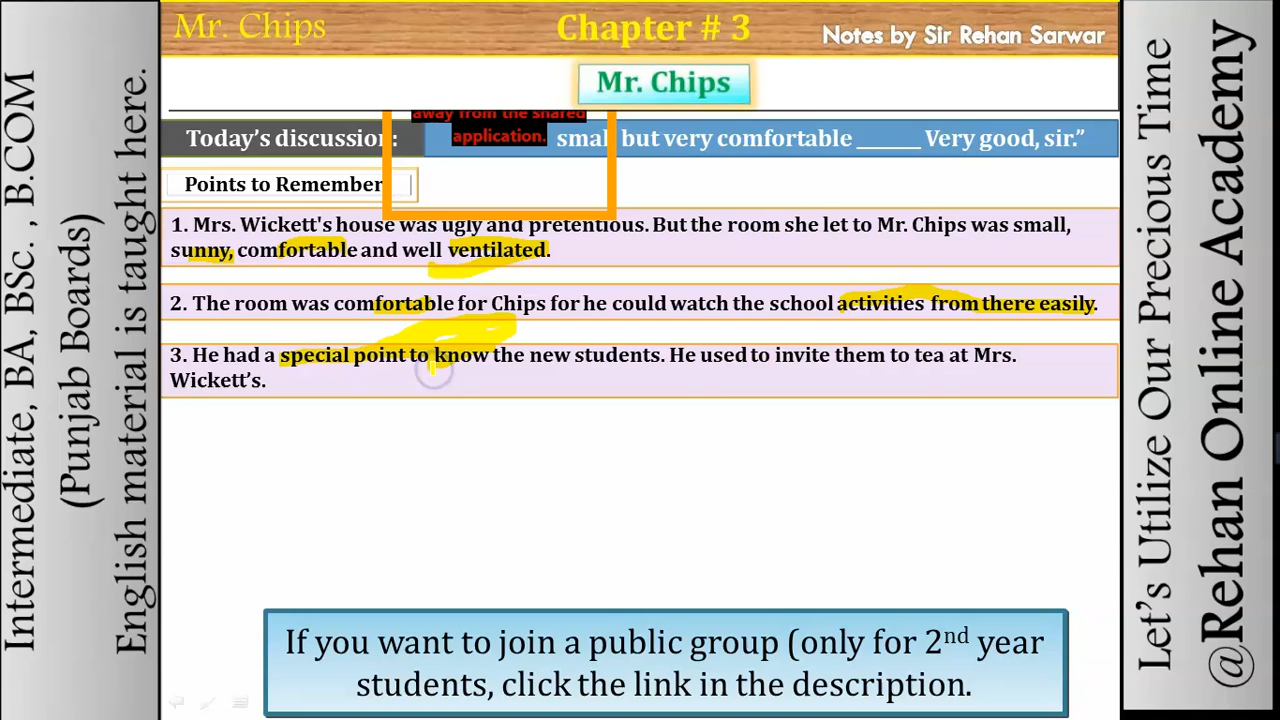 Mr. Chips
Chapter # 3
Notes by Sir Rehan Sarwar
Mr. Chips
away from the shared
application.
Today's discussion:
small but very comfortable ______ Very good, sir."
Points to Remember
1. Mrs. Wickett's house was ugly and pretentious. But the room she let to Mr. Chips was small,
sunny, comfortable and well ventilated.
2. The room was comfortable for Chips for he could watch the school activities from there easily.
3. He had a special point to know the new students. He used to invite them to tea at Mrs.
Wickett's.
If you want to join a public group (only for 2nd year
students, click the link in the description.
Intermediate, BA, BSc. , B.COM
(Punjab Boards)
English material is taught here.
Let's Utilize Our Precious Time
@Rehan Online Academy